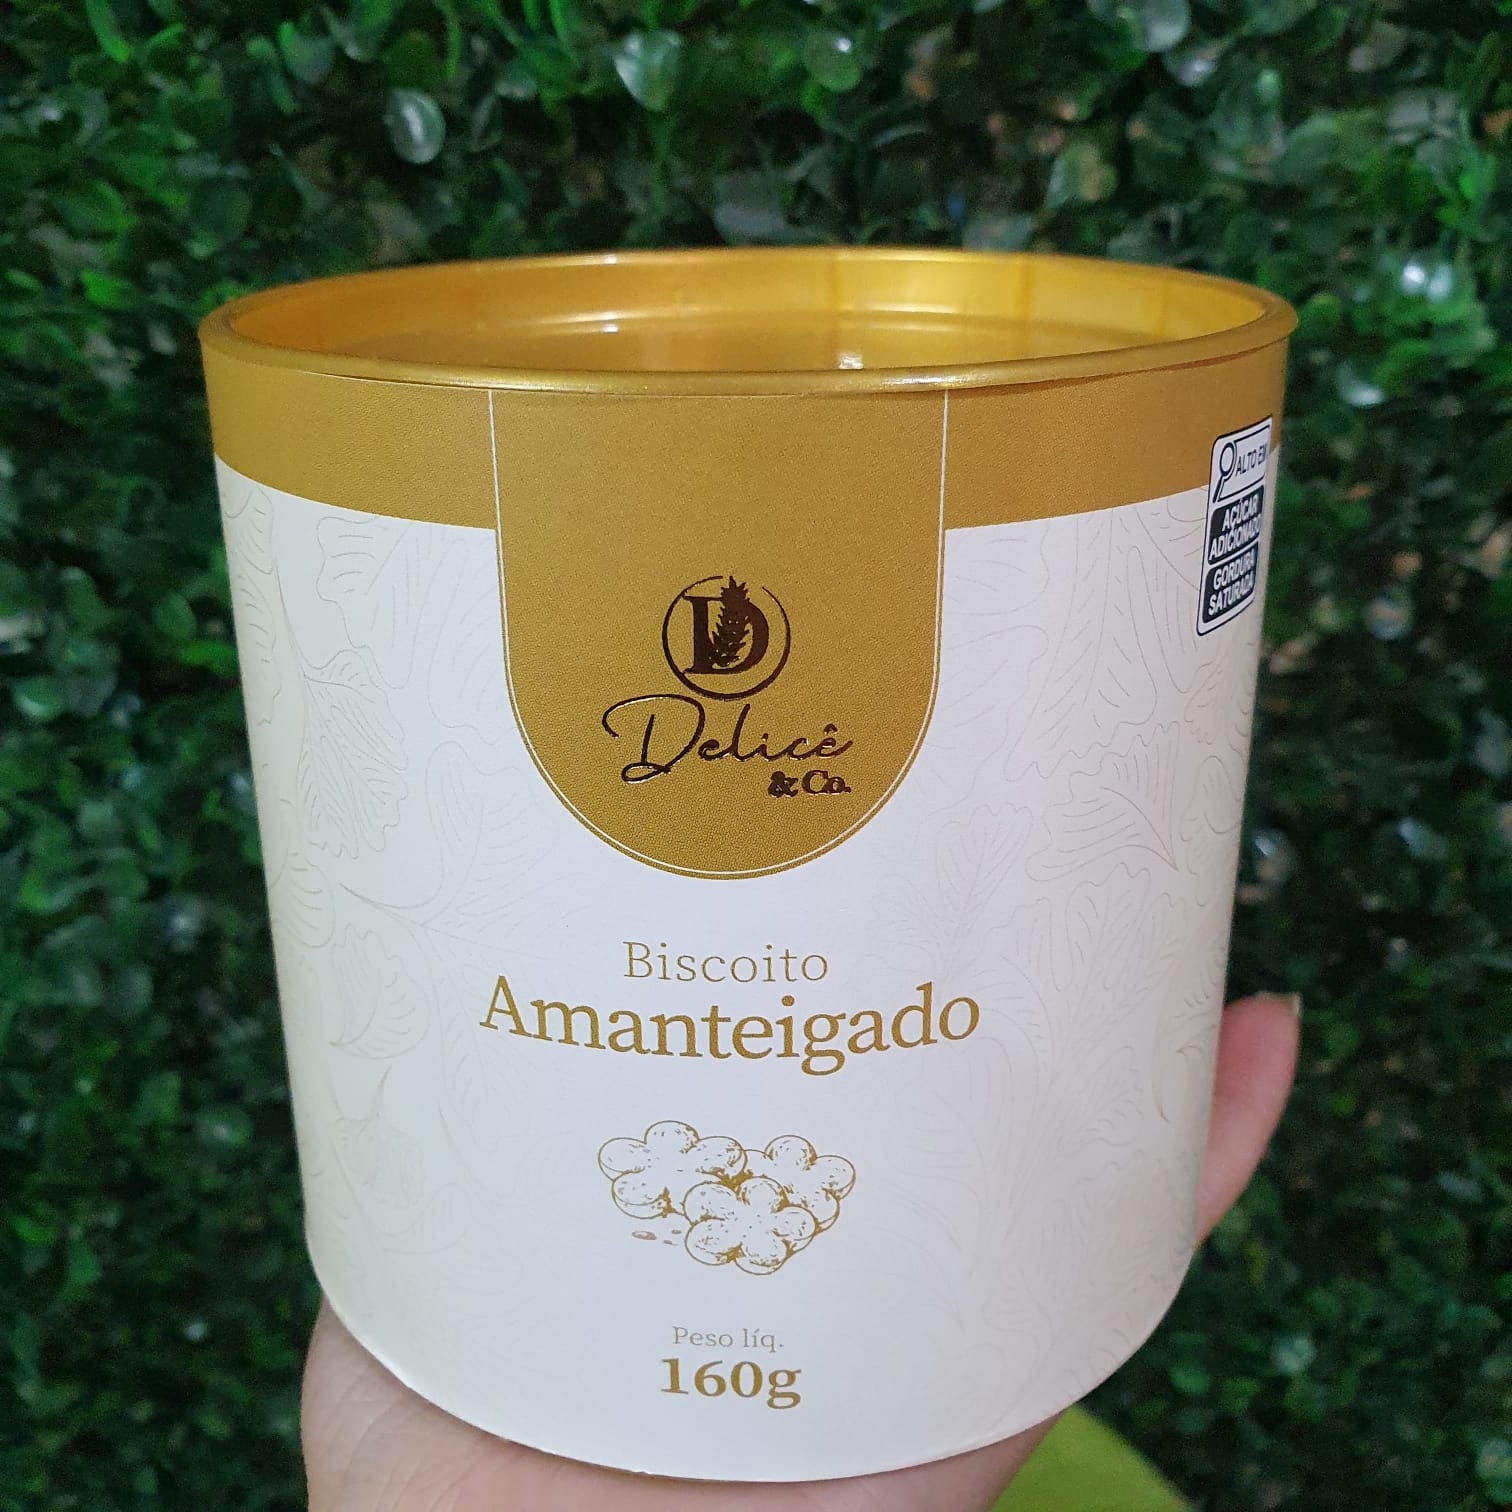 ALTO EM
AÇÚCAR
ADICIONADO
GORDURA
SATURADA
D
Delicê
& Co.
Biscoito
Amanteigado
Peso líq.
160g